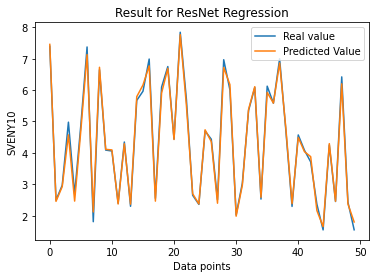 Result for ResNet Regression
Real value
Predicted Value
SVENY10
8
7
6
5
4
3
2
0
10
20
30
40
50
Data points